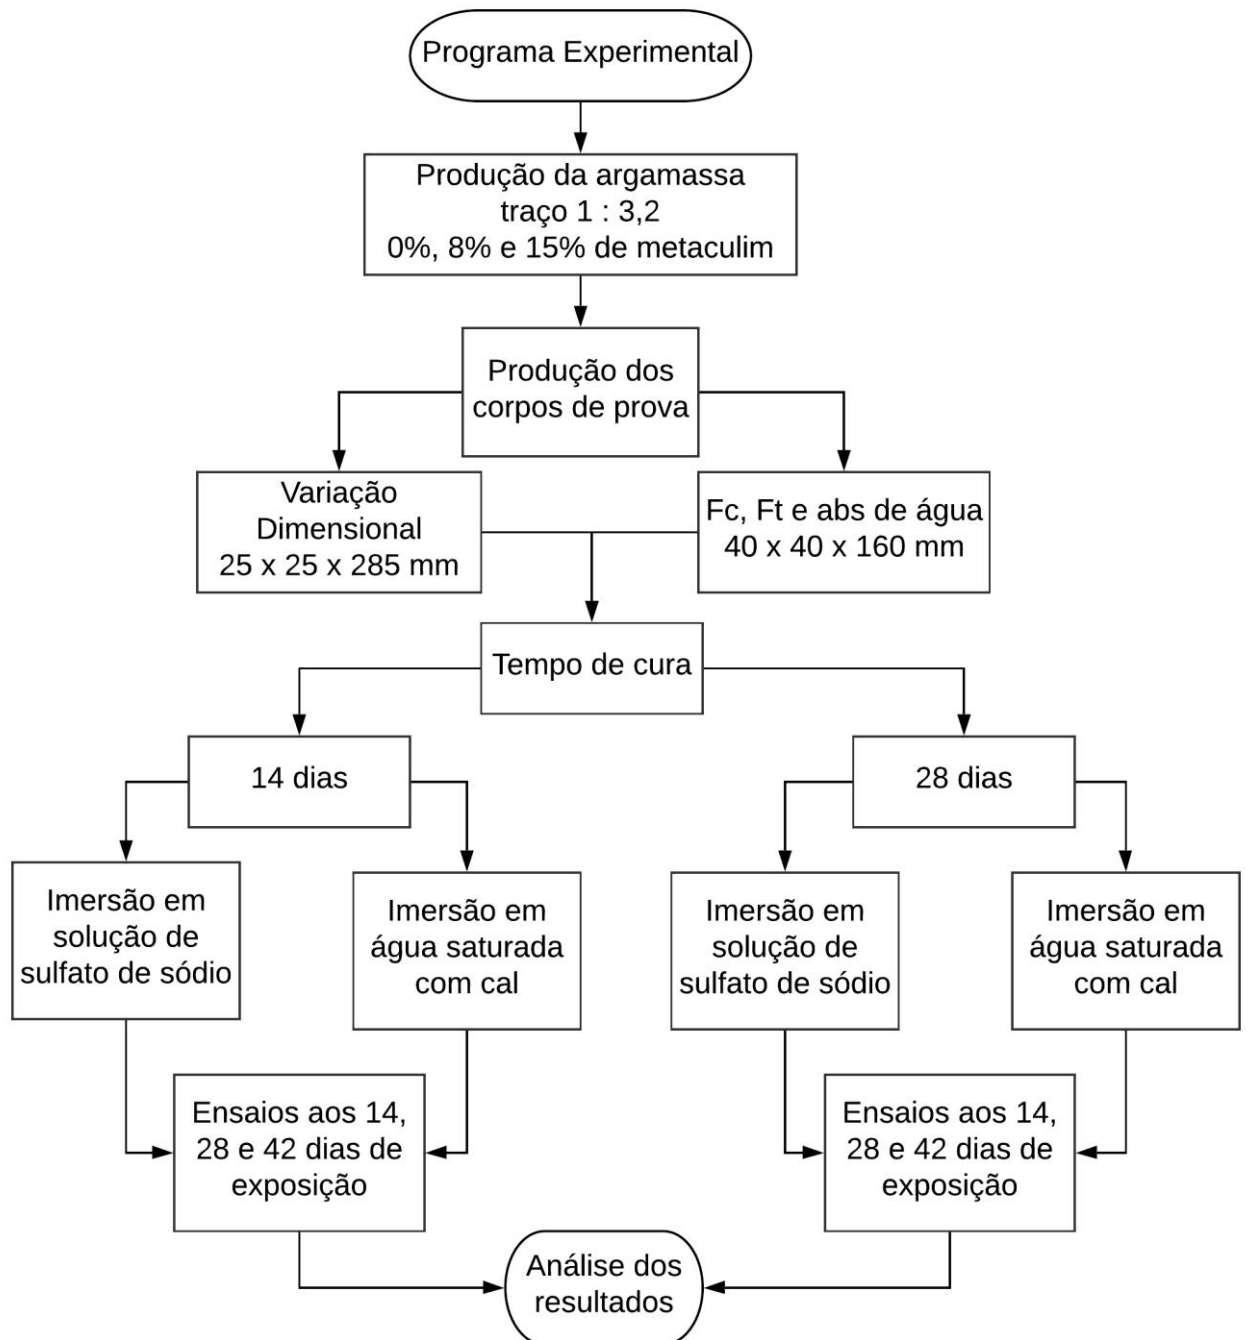 Programa Experimental
Produção da argamassa
traço 1 : 3,2
0%, 8% e 15% de metaculim
Produção dos
corpos de prova
Variação
Dimensional
25 x 25 x 285 mm
Fc, Ft e abs de água
40 x 40 x 160 mm
Tempo de cura
14 dias
28 dias
Imersão em
solução de
sulfato de sódio
Imersão em
água saturada
com cal
Imersão em
solução de
sulfato de sódio
Imersão em
água saturada
com cal
Ensaios aos 14,
28 e 42 dias de
exposição
Ensaios aos 14,
28 e 42 dias de
exposição
Análise dos
resultados